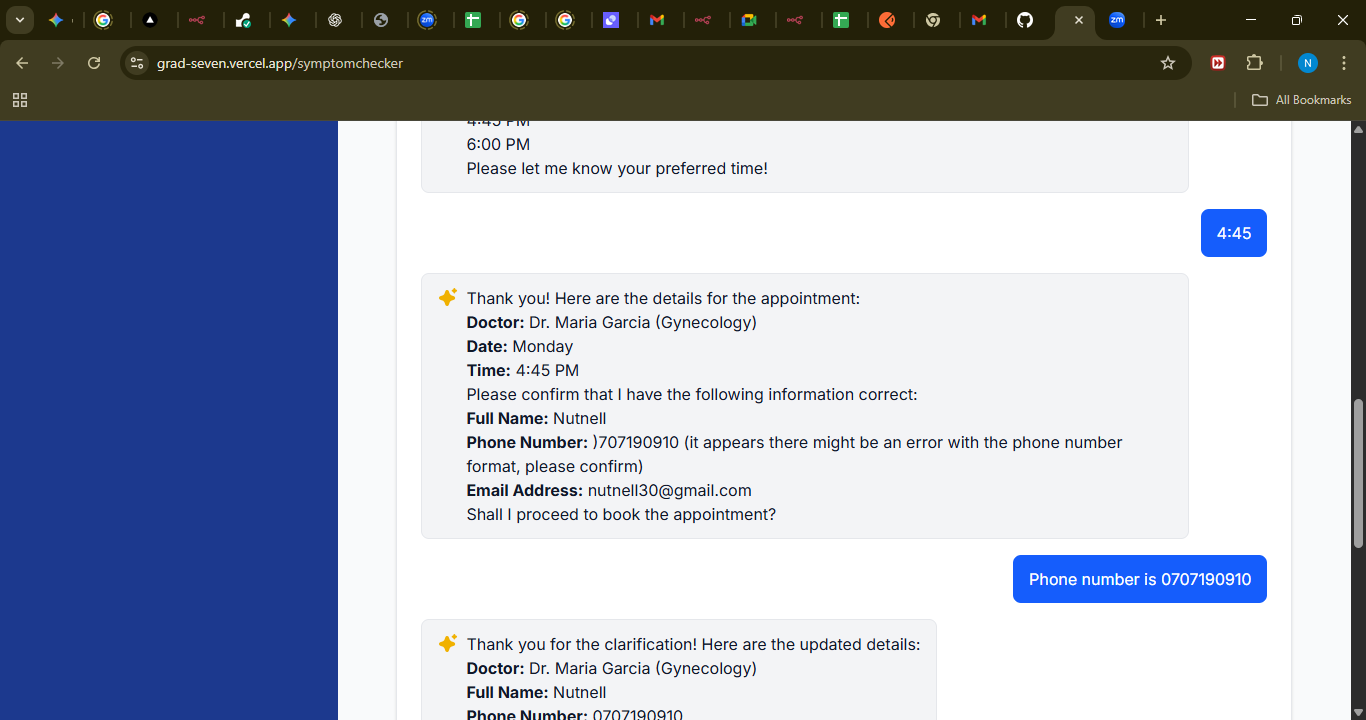 zm
N
zm
grad-seven.vercel.app/symptomchecker
N
All Bookmarks
4:45 PM
6:00 PM
Please let me know your preferred time!
4:45
Thank you! Here are the details for the appointment:
Doctor: Dr. Maria Garcia (Gynecology)
Date: Monday
Time: 4:45 PM
Please confirm that I have the following information correct:
Full Name: Nutnell
Phone Number: )707190910 (it appears there might be an error with the phone number
format, please confirm)
Email Address: nutnell30@gmail.com
Shall I proceed to book the appointment?
Phone number is 0707190910
Thank you for the clarification! Here are the updated details:
Doctor: Dr. Maria Garcia (Gynecology)
Full Name: Nutnell
Phone Number: 0707190910